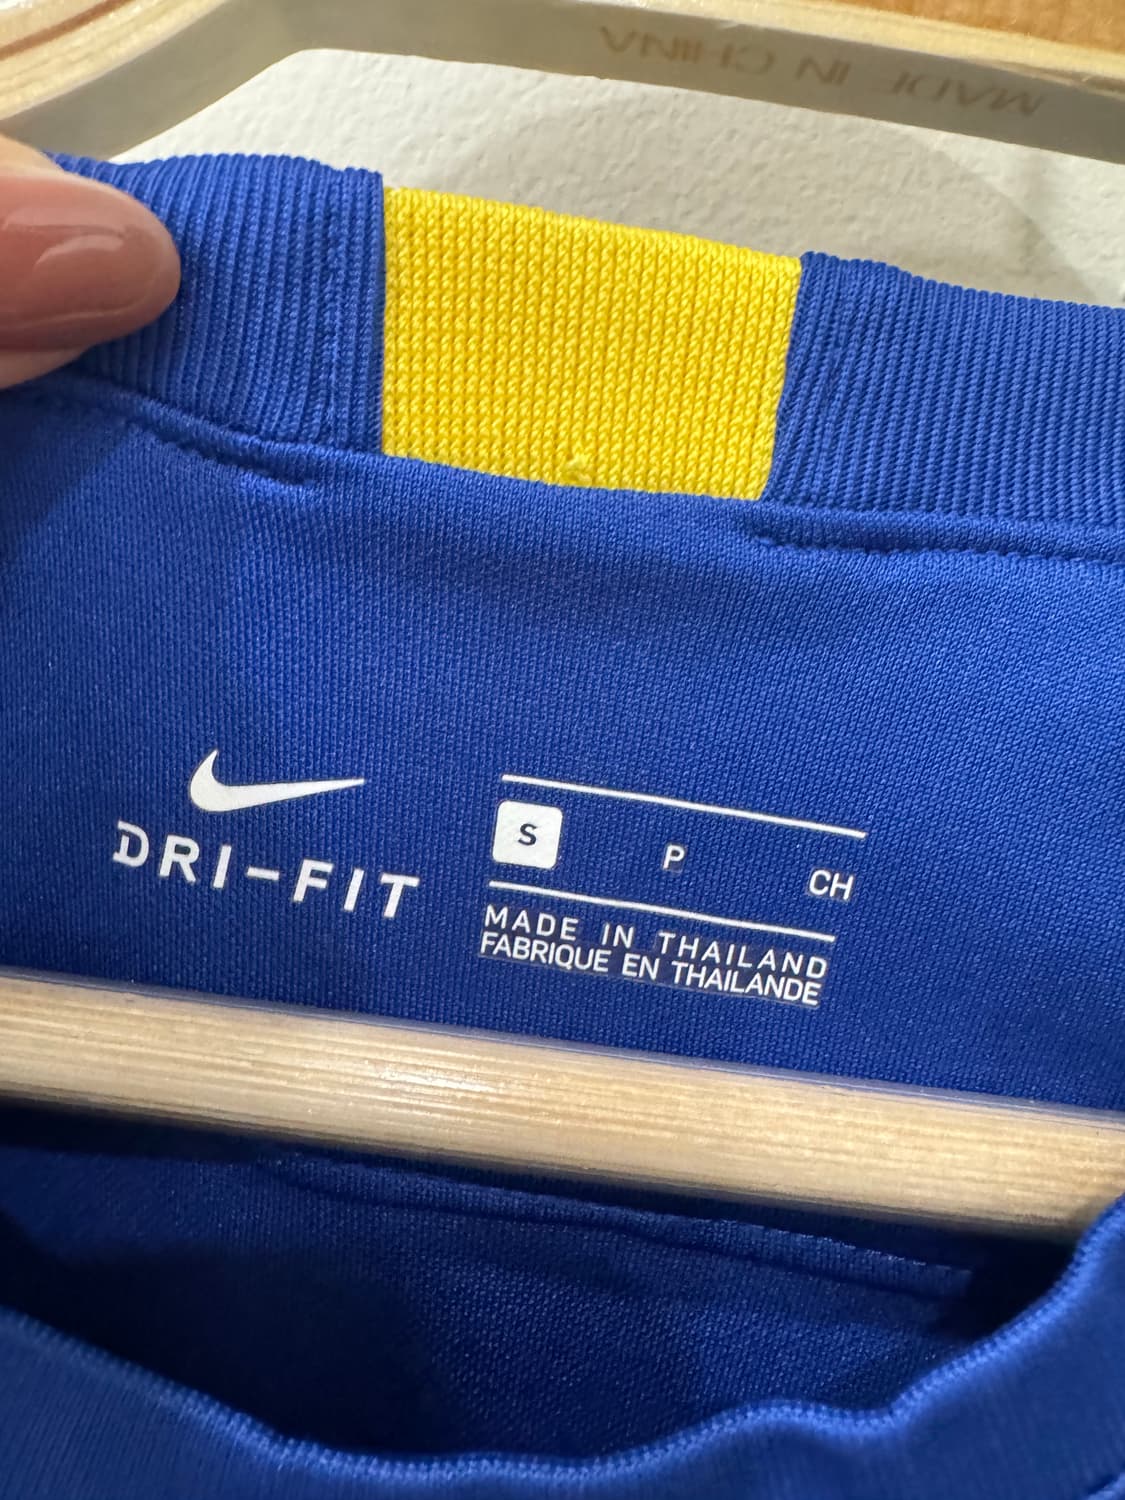 MADE IN CHINA
DRI-FIT
S P CH
MADE IN THAILAND
FABRIQUE EN THAILANDE